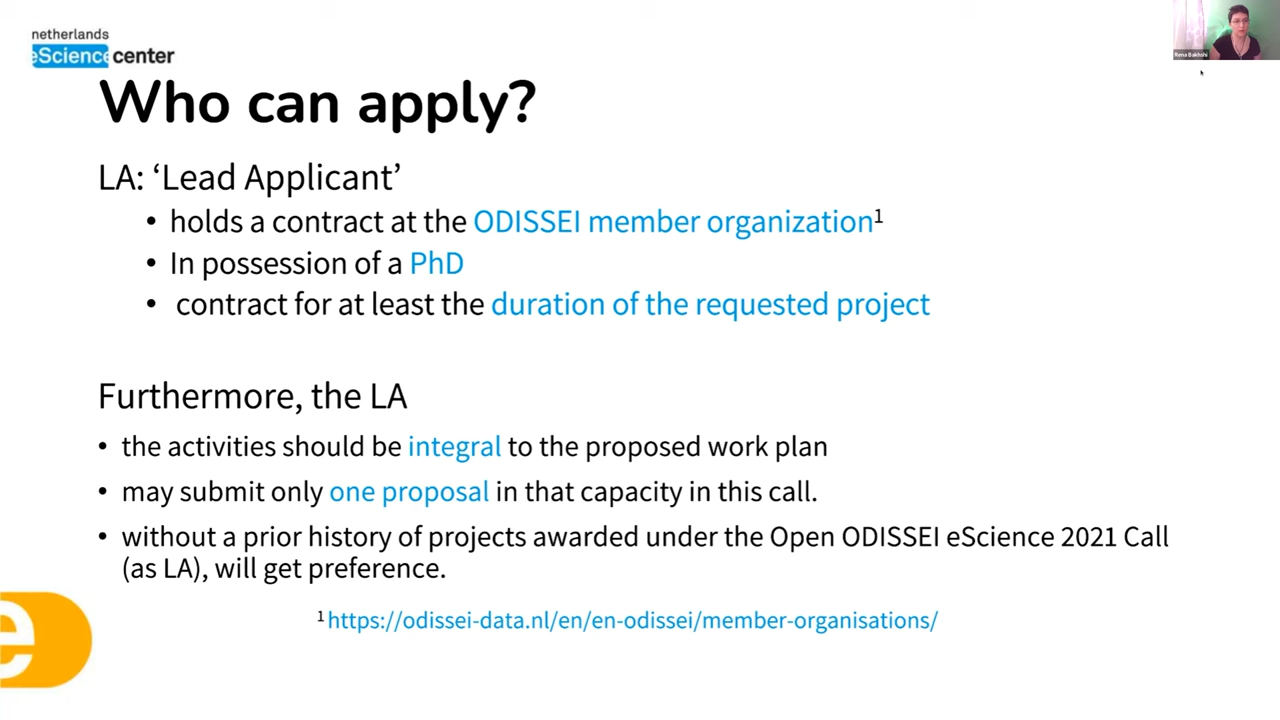 netherlands
eScience center
Rena Bakhshi
Who can apply?
LA: ‘Lead Applicant’
• holds a contract at the ODISSEI member organization¹
• In possession of a PhD
• contract for at least the duration of the requested project
Furthermore, the LA
• the activities should be integral to the proposed work plan
• may submit only one proposal in that capacity in this call.
• without a prior history of projects awarded under the Open ODISSEI eScience 2021 Call
(as LA), will get preference.
¹ https://odissei-data.nl/en/en-odissei/member-organisations/
e